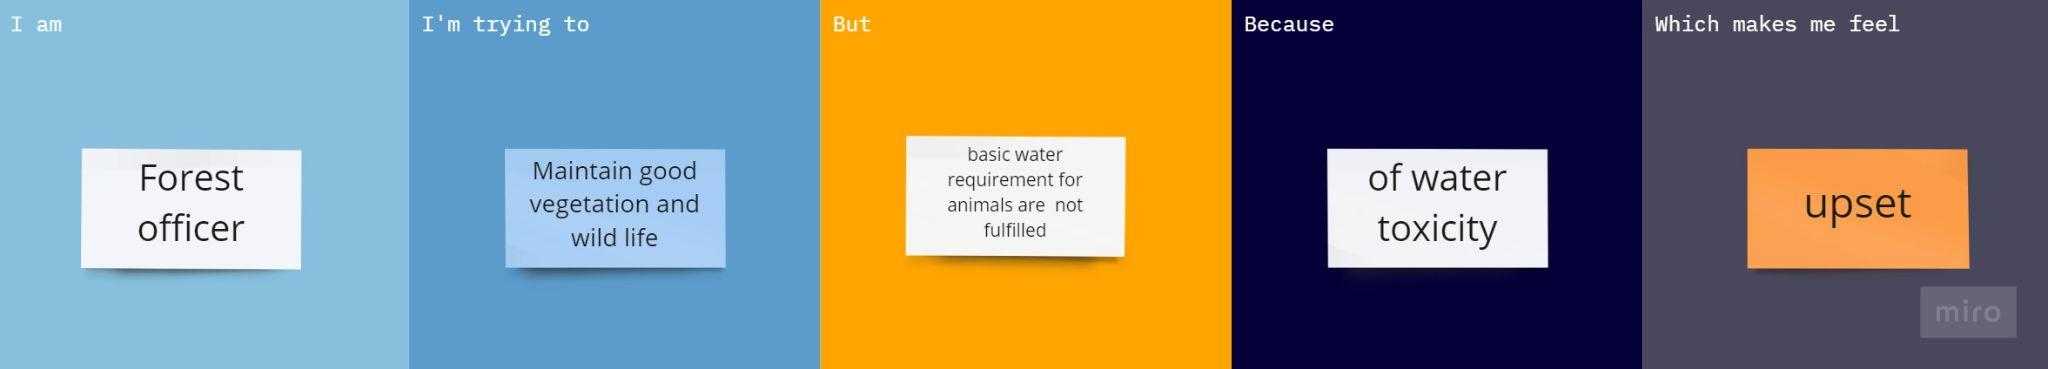 I am
Forest
officer
I'm trying to
Maintain good
vegetation and
wild life
But
basic water
requirement for
animals are  not
fulfilled
Because
of water
toxicity
Which makes me feel
upset
miro